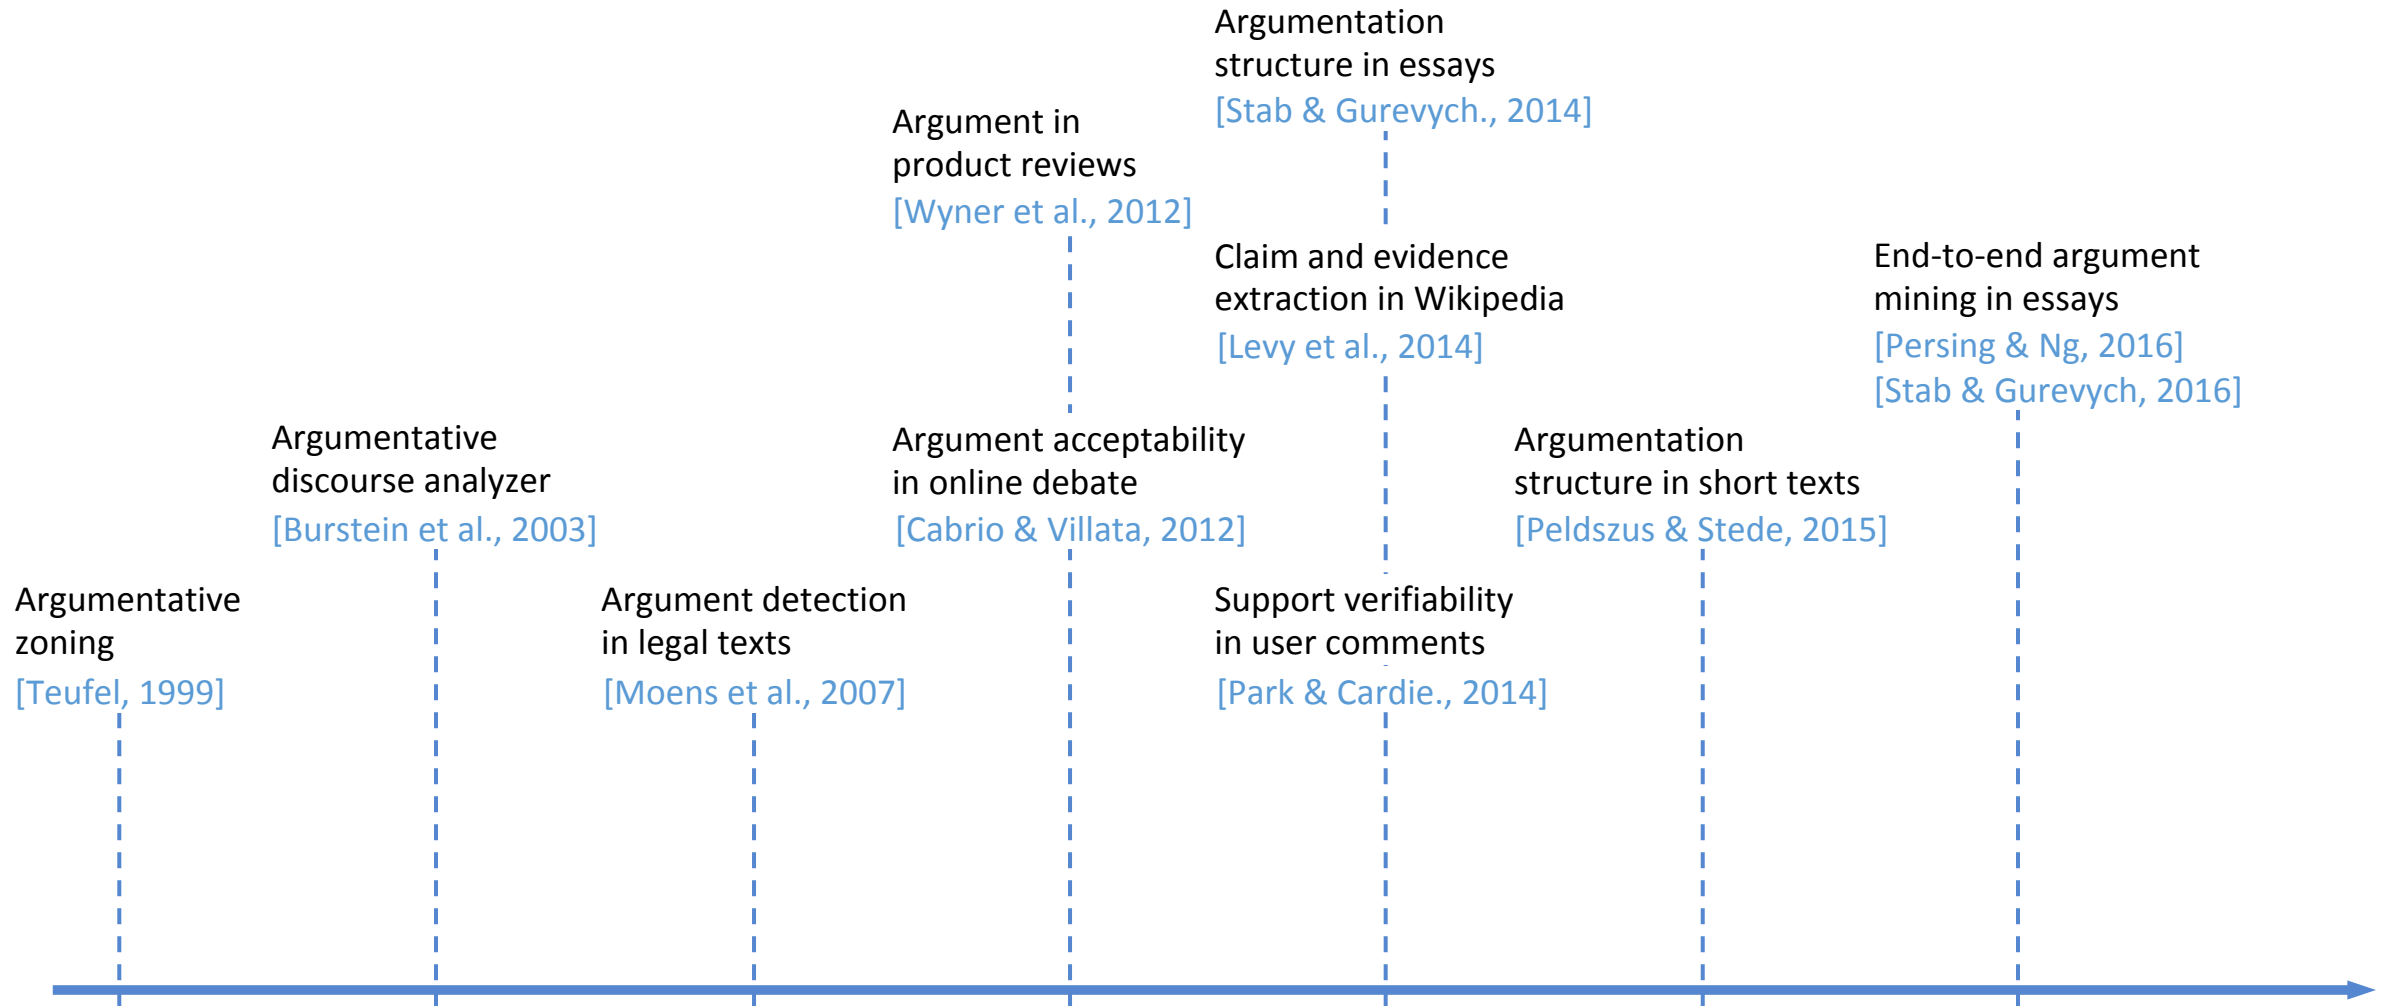 Argumentative
zoning
[Teufel, 1999]
Argumentative
discourse analyzer
[Burstein et al., 2003]
Argument detection
in legal texts
[Moens et al., 2007]
Argument in
product reviews
[Wyner et al., 2012]
Argument acceptability
in online debate
[Cabrio & Villata, 2012]
Argumentation
structure in essays
[Stab & Gurevych., 2014]
Claim and evidence
extraction in Wikipedia
[Levy et al., 2014]
Support verifiability
in user comments
[Park & Cardie., 2014]
Argumentation
structure in short texts
[Peldszus & Stede, 2015]
End-to-end argument
mining in essays
[Persing & Ng, 2016]
[Stab & Gurevych, 2016]